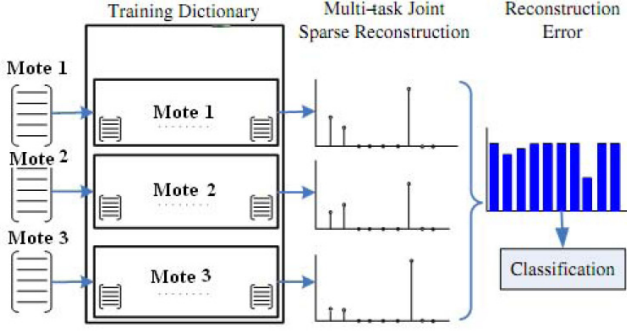 Training Dictionary
Multi-task Joint
Sparse Reconstruction
Reconstruction
Error
Mote 1
Mote 1
Mote 2
Mote 2
Mote 3
Mote 3
Classification